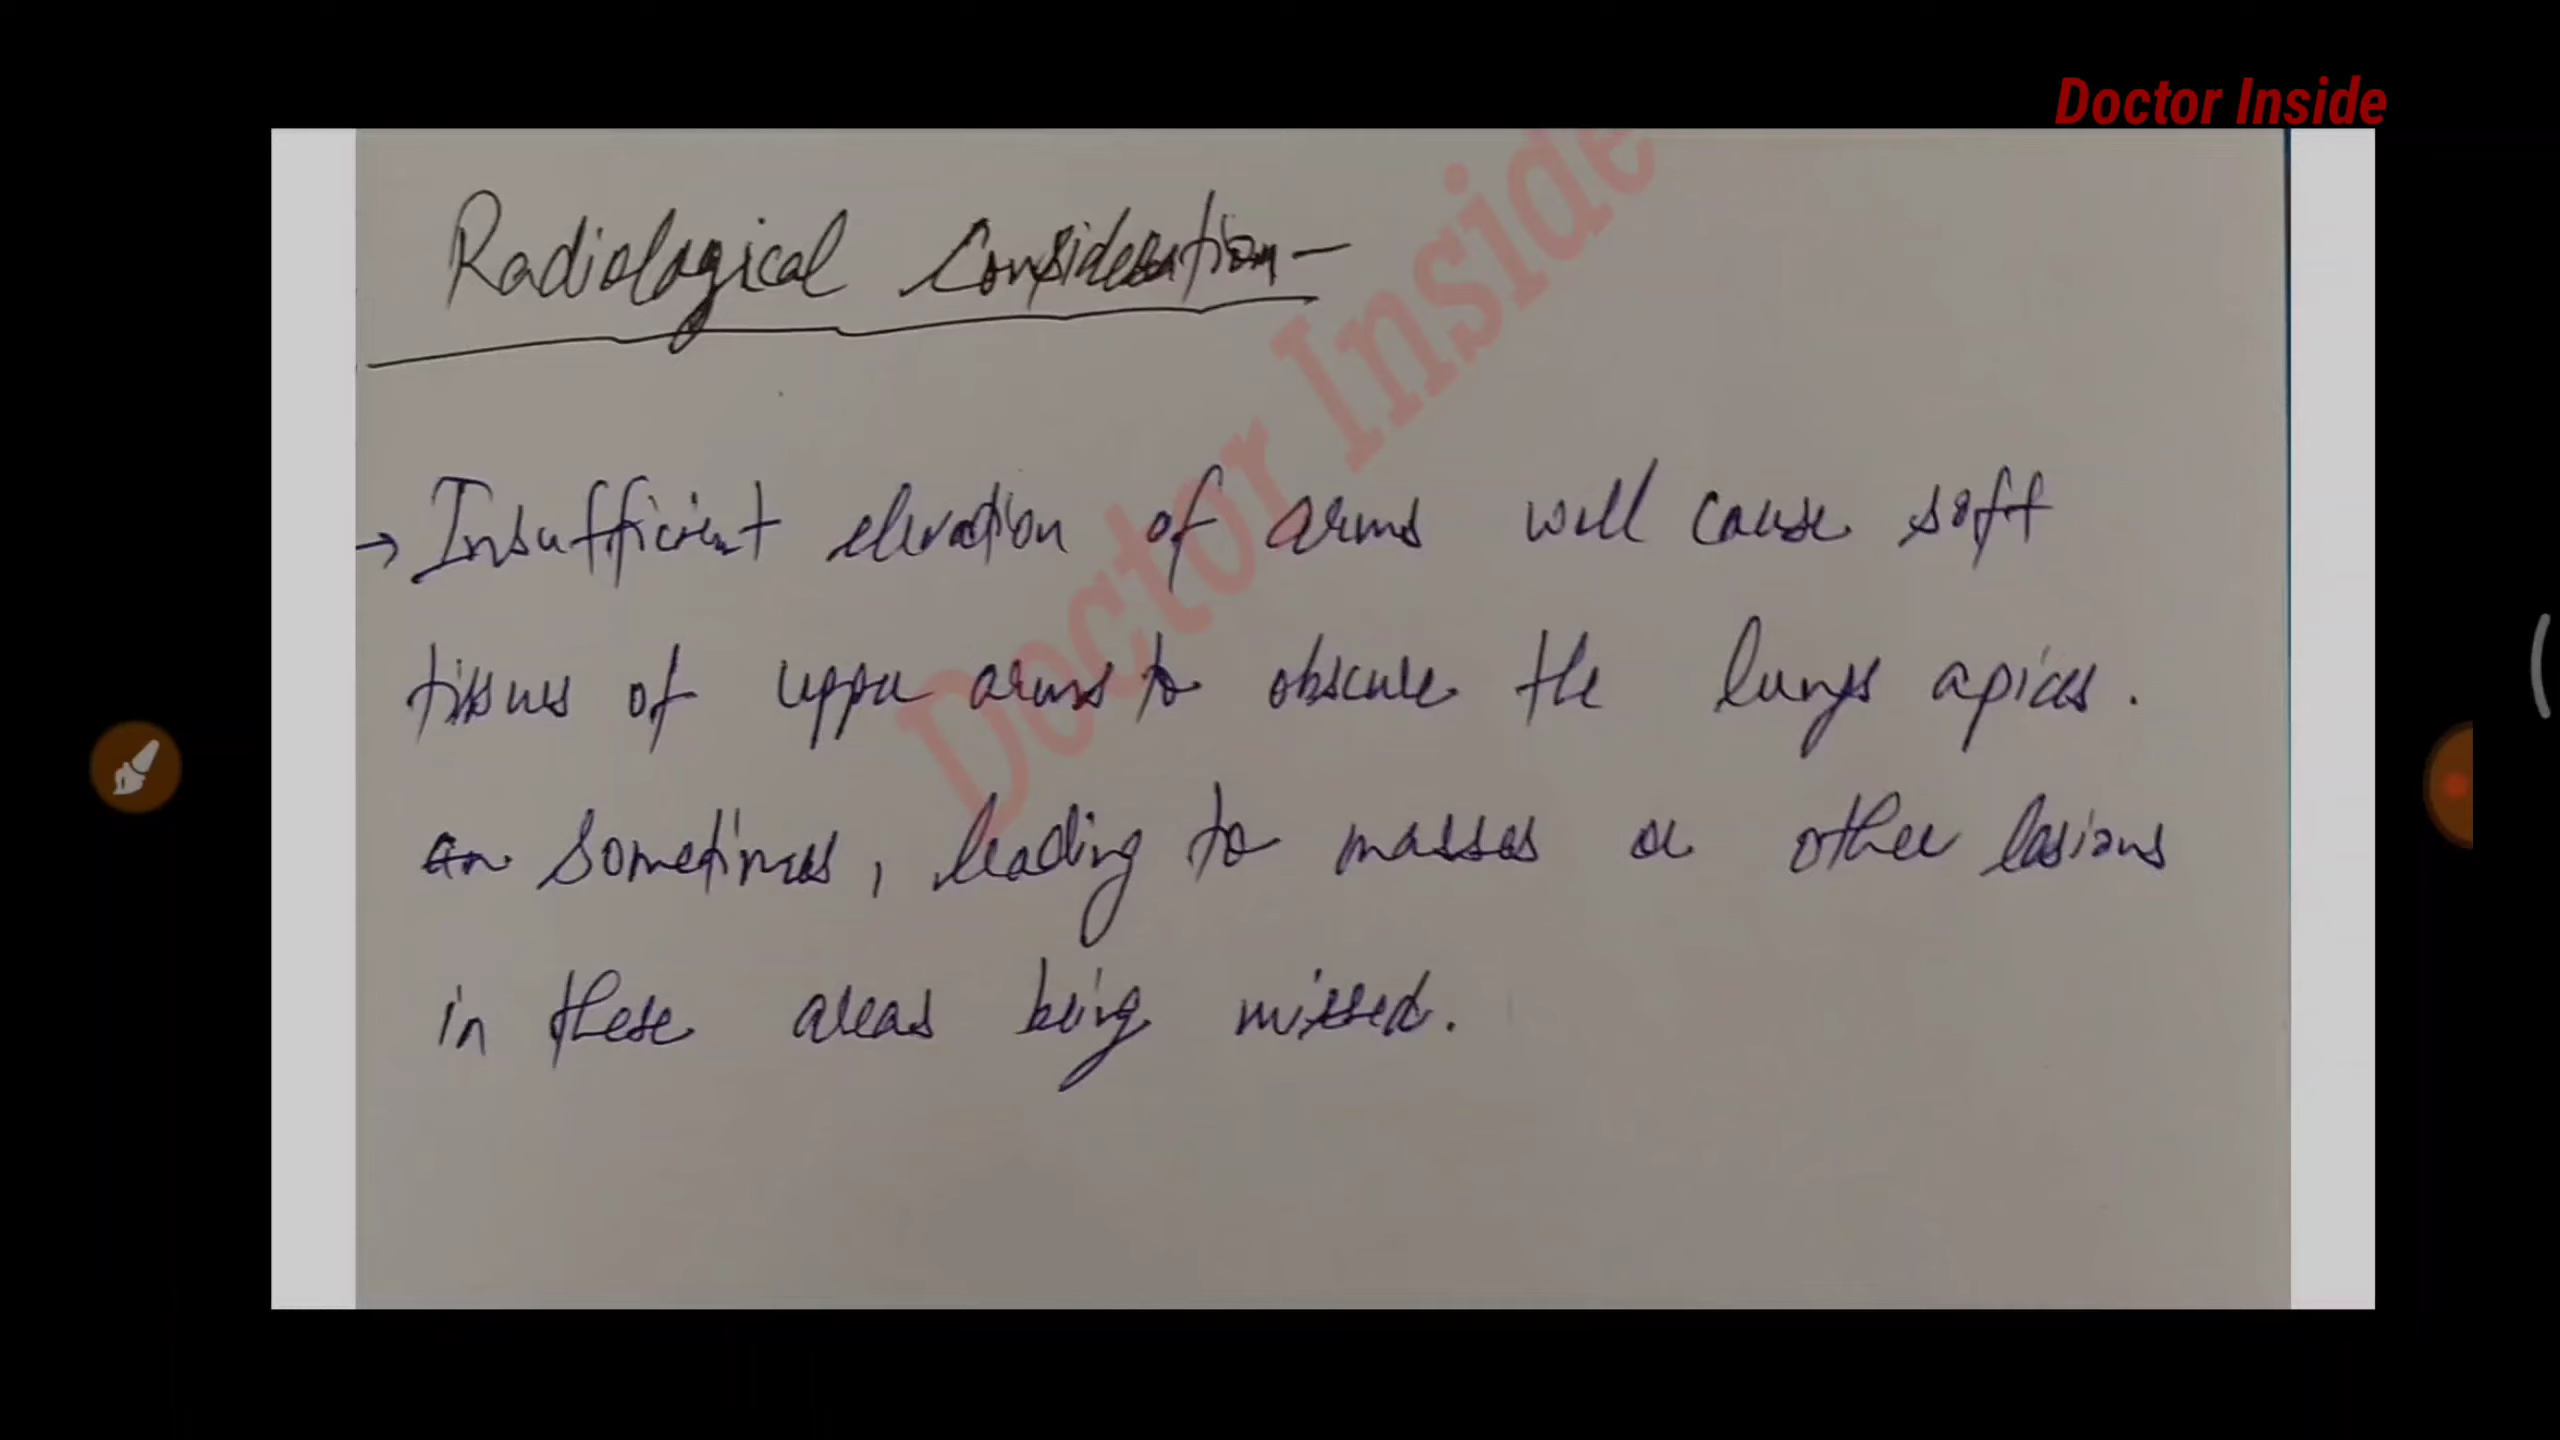 Doctor Inside
Radiological Consideration-
→ Insufficient elevation of arms will cause soft
tissues of upper arms to obscure the lungs apices.
sometimes, leading to masses or other lesions
in these areas being missed.
Doctor Inside